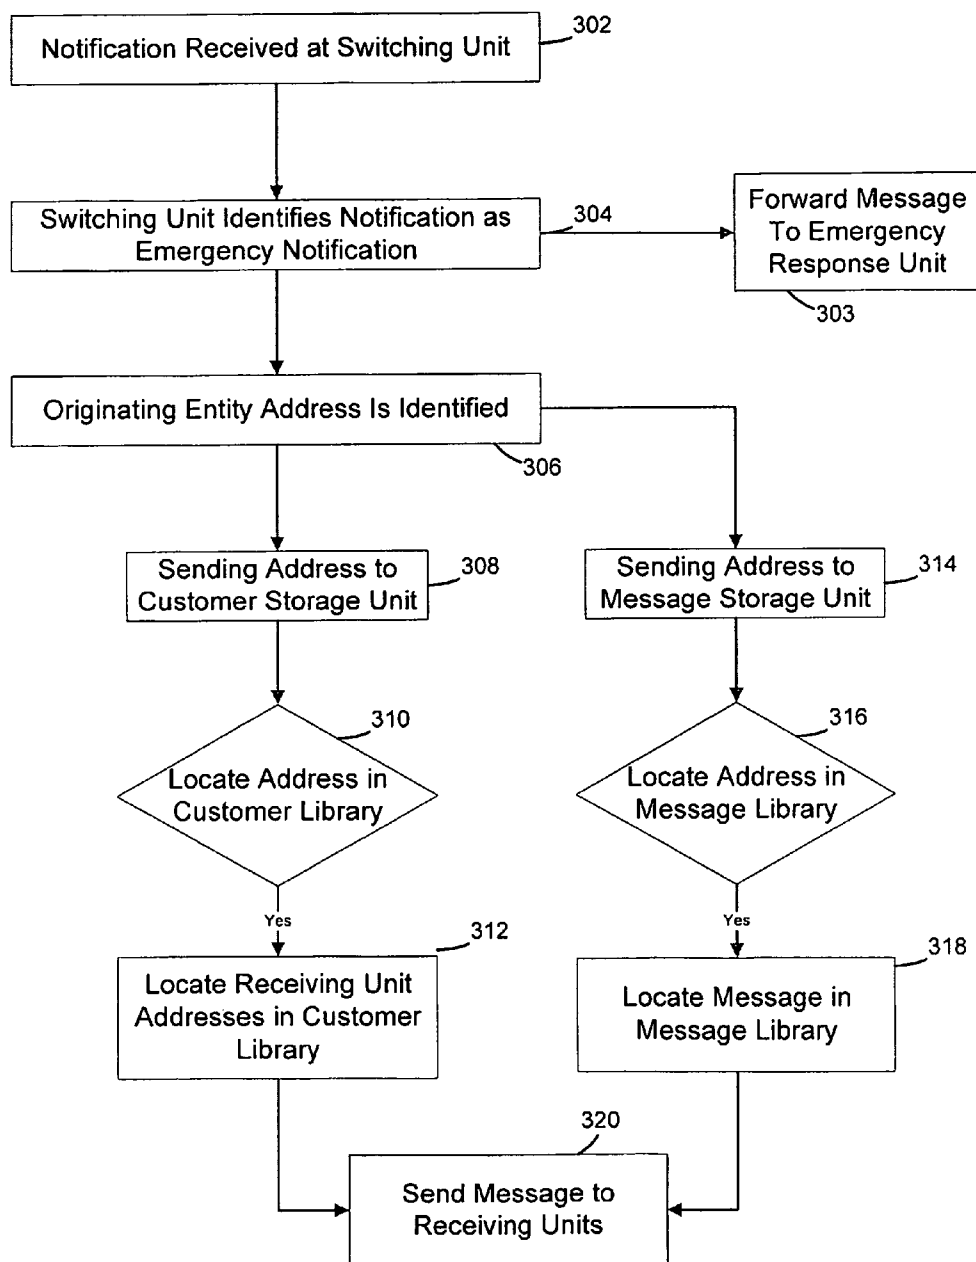 Notification Received at Switching Unit
302
Switching Unit Identifies Notification as
Emergency Notification
304
Forward Message
To Emergency
Response Unit
303
Originating Entity Address Is Identified
306
Sending Address to
Customer Storage Unit
308
Sending Address to
Message Storage Unit
314
310
Locate Address in
Customer Library
316
Locate Address in
Message Library
Yes
Yes
312
Locate Receiving Unit
Addresses in Customer
Library
318
Locate Message in
Message Library
320
Send Message to
Receiving Units